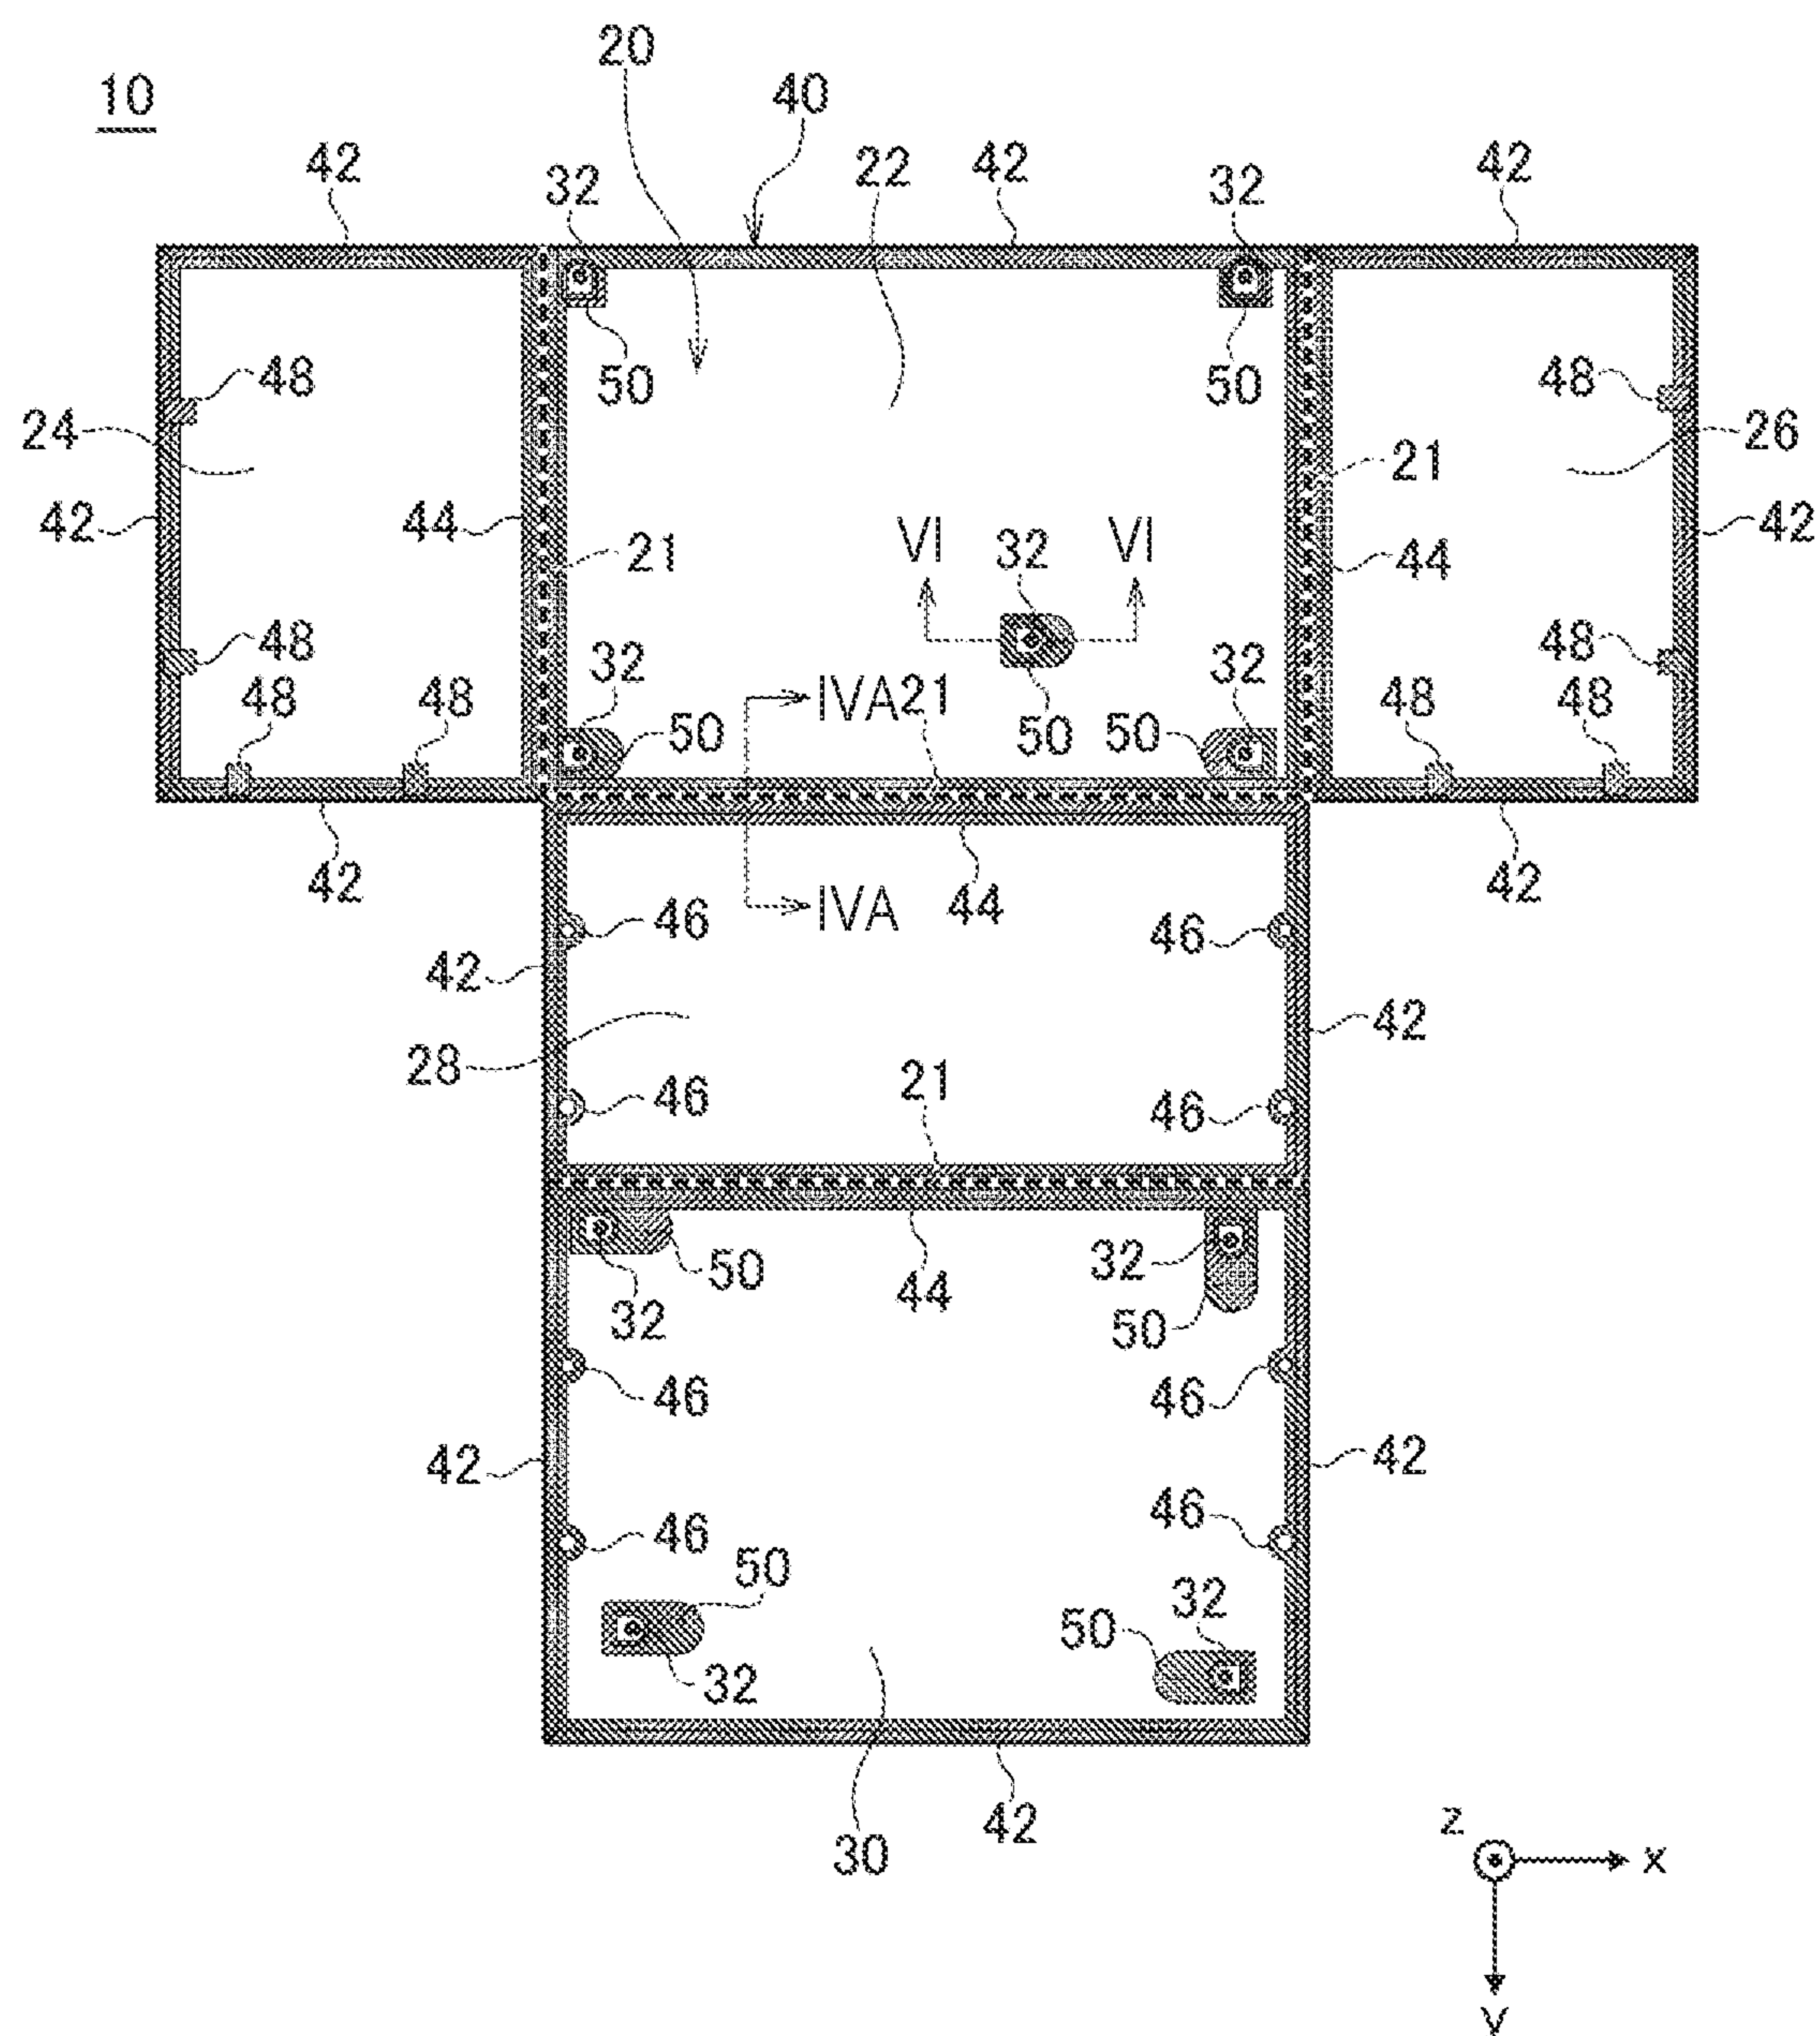 20
10
40
42 32 22 42 32 42
48 50 50 48
24 21 26
42 44 21 VI 32 VI 44 42
48 32 48
48 48 50 IVA 21 50 50 32 48 48
42 44 42
46 IVA 46
42 42
28 46 21 46
50 32
32 44 50
46 46
42 42
46 46
50 32
32 50
30 42
Z
X
Y